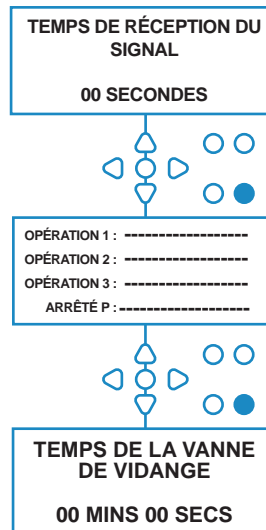 TEMPS DE RÉCEPTION DU
SIGNAL
00 SECONDES
OPÉRATION 1 : ------------------
OPÉRATION 2 : ------------------
OPÉRATION 3 : ------------------
ARRÊTÉ P : -------------------
TEMPS DE LA VANNE
DE VIDANGE
00 MINS 00 SECS